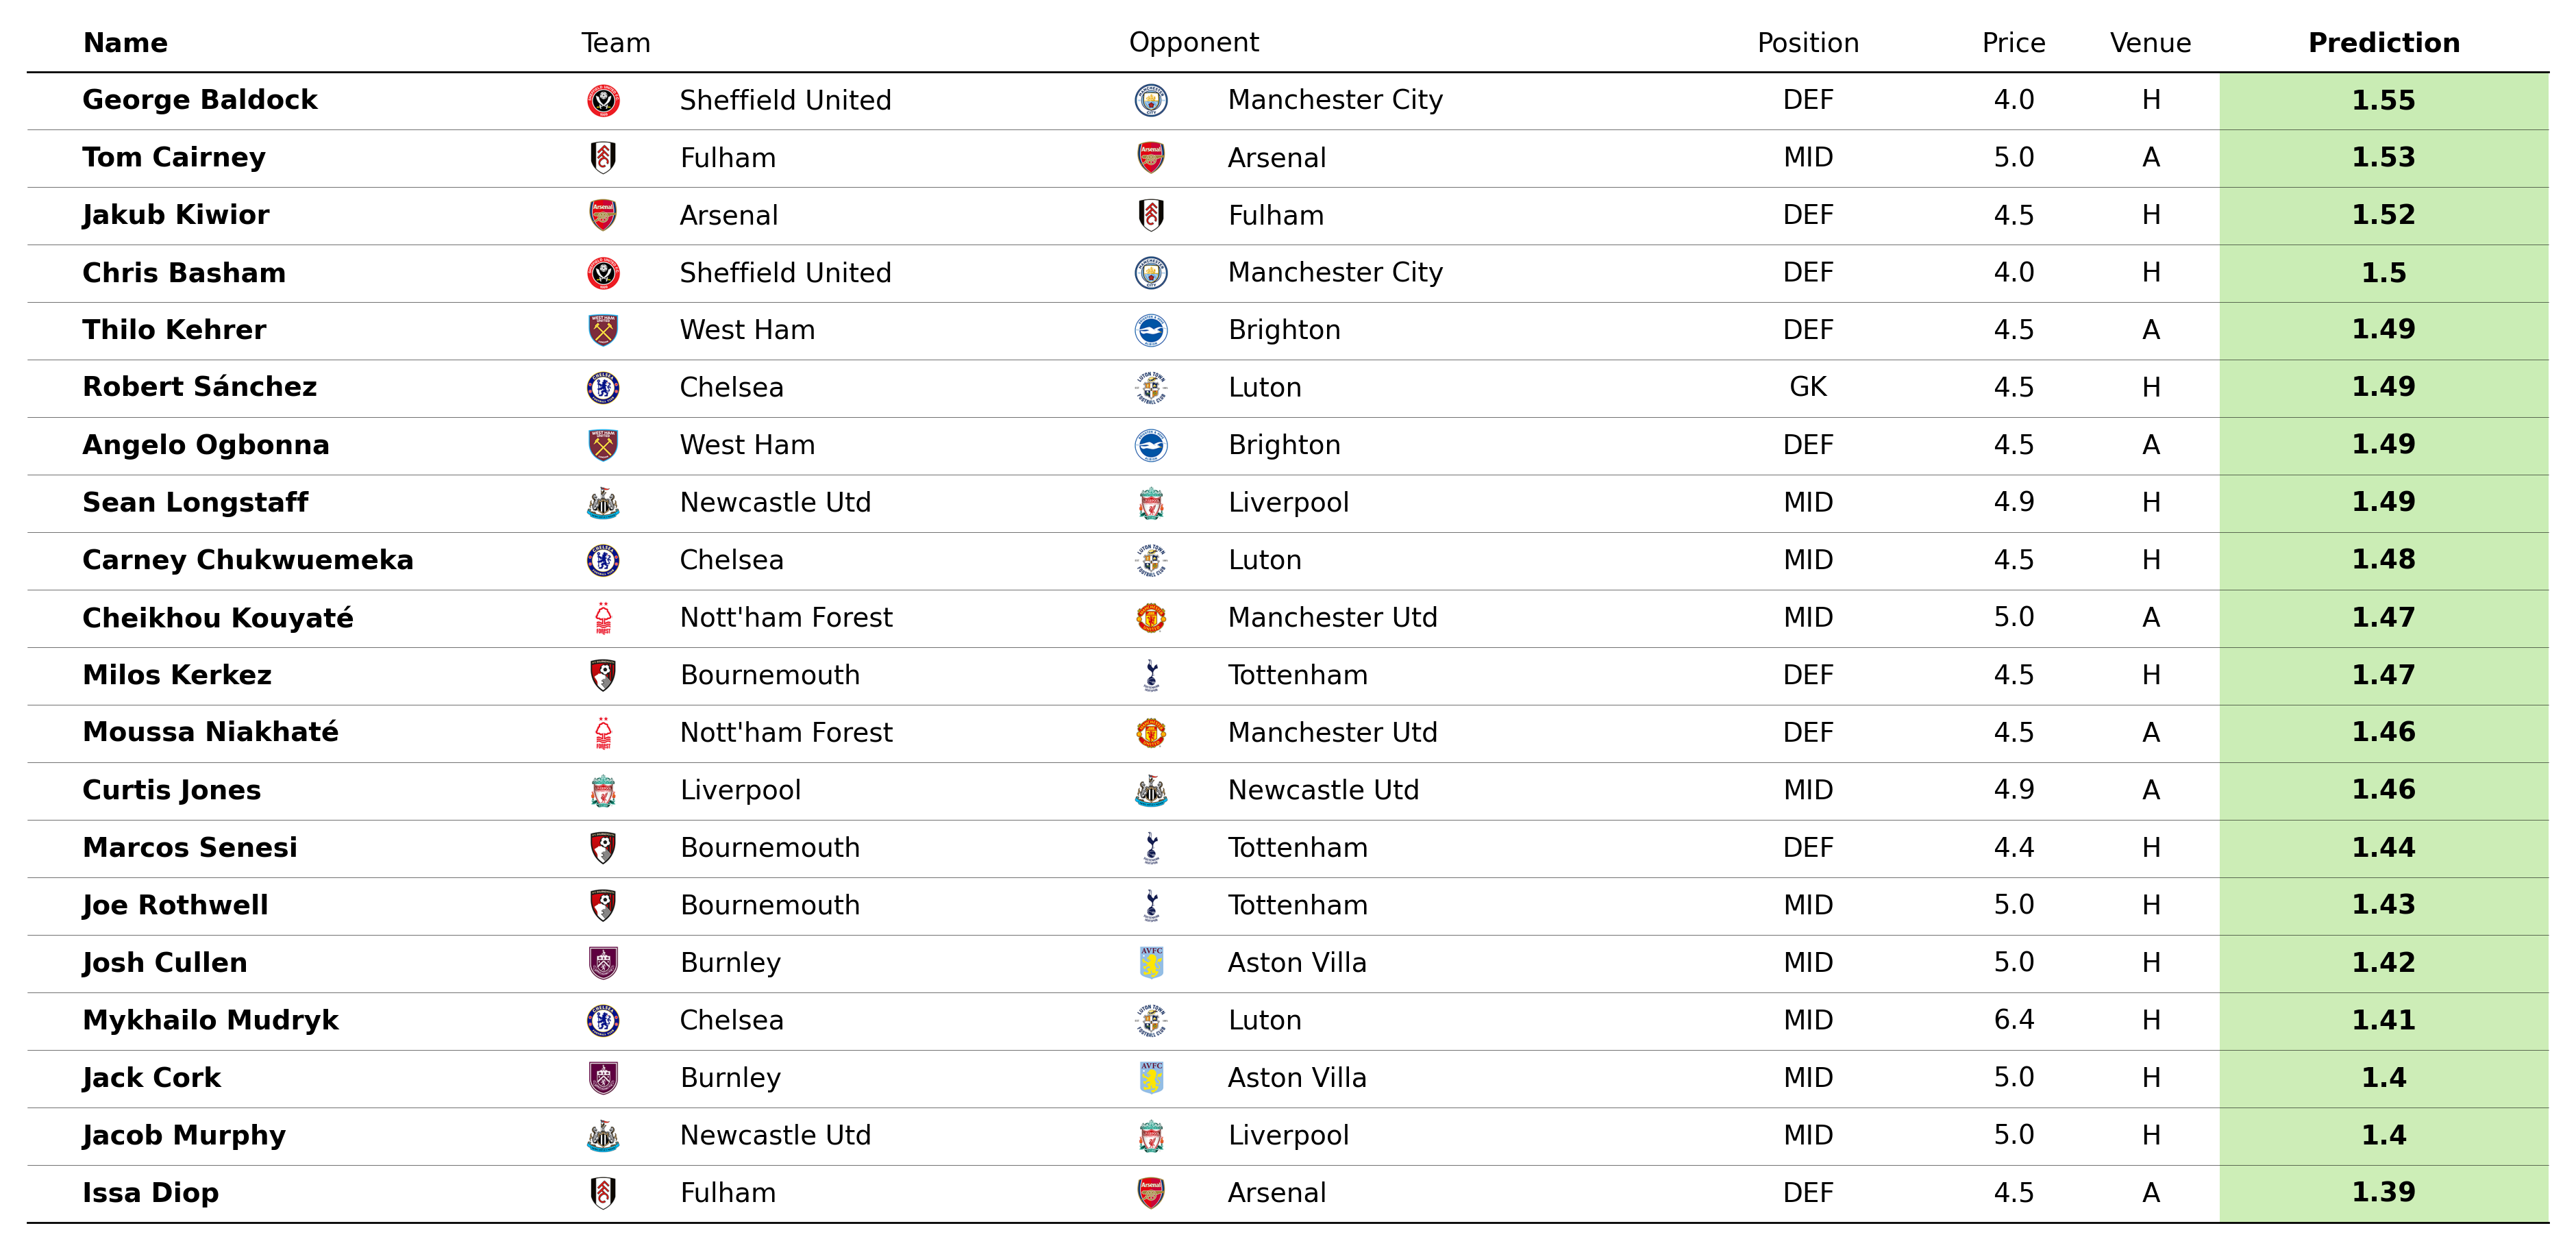 Name Team Opponent Position Price Venue Prediction
George Baldock Sheffield United Manchester City DEF 4.0 H 1.55
Tom Cairney Fulham Arsenal MID 5.0 A 1.53
Jakub Kiwior Arsenal Fulham DEF 4.5 H 1.52
Chris Basham Sheffield United Manchester City DEF 4.0 H 1.5
Thilo Kehrer West Ham Brighton DEF 4.5 A 1.49
Robert Sánchez Chelsea Luton GK 4.5 H 1.49
Angelo Ogbonna West Ham Brighton DEF 4.5 A 1.49
Sean Longstaff Newcastle Utd Liverpool MID 4.9 H 1.49
Carney Chukwuemeka Chelsea Luton MID 4.5 H 1.48
Cheikhou Kouyaté Nott'ham Forest Manchester Utd MID 5.0 A 1.47
Milos Kerkez Bournemouth Tottenham DEF 4.5 H 1.47
Moussa Niakhaté Nott'ham Forest Manchester Utd DEF 4.5 A 1.46
Curtis Jones Liverpool Newcastle Utd MID 4.9 A 1.46
Marcos Senesi Bournemouth Tottenham DEF 4.4 H 1.44
Joe Rothwell Bournemouth Tottenham MID 5.0 H 1.43
Josh Cullen Burnley Aston Villa MID 5.0 H 1.42
Mykhailo Mudryk Chelsea Luton MID 6.4 H 1.41
Jack Cork Burnley Aston Villa MID 5.0 H 1.4
Jacob Murphy Newcastle Utd Liverpool MID 5.0 H 1.4
Issa Diop Fulham Arsenal DEF 4.5 A 1.39